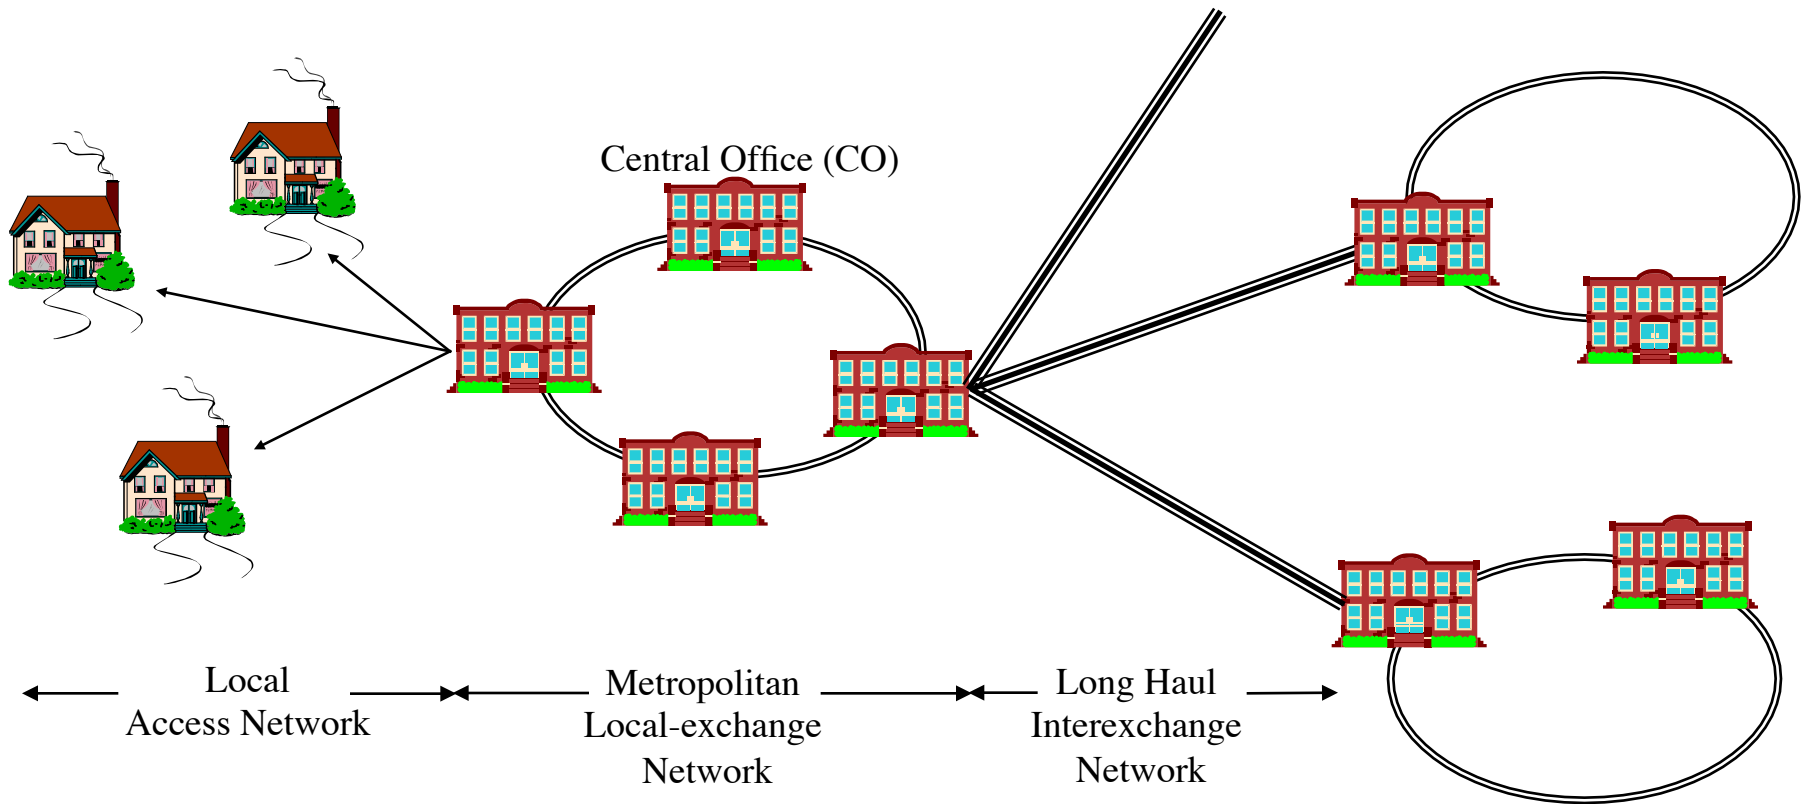 Central Office (CO)
Local
Access Network
Metropolitan
Local-exchange
Network
Long Haul
Interexchange
Network